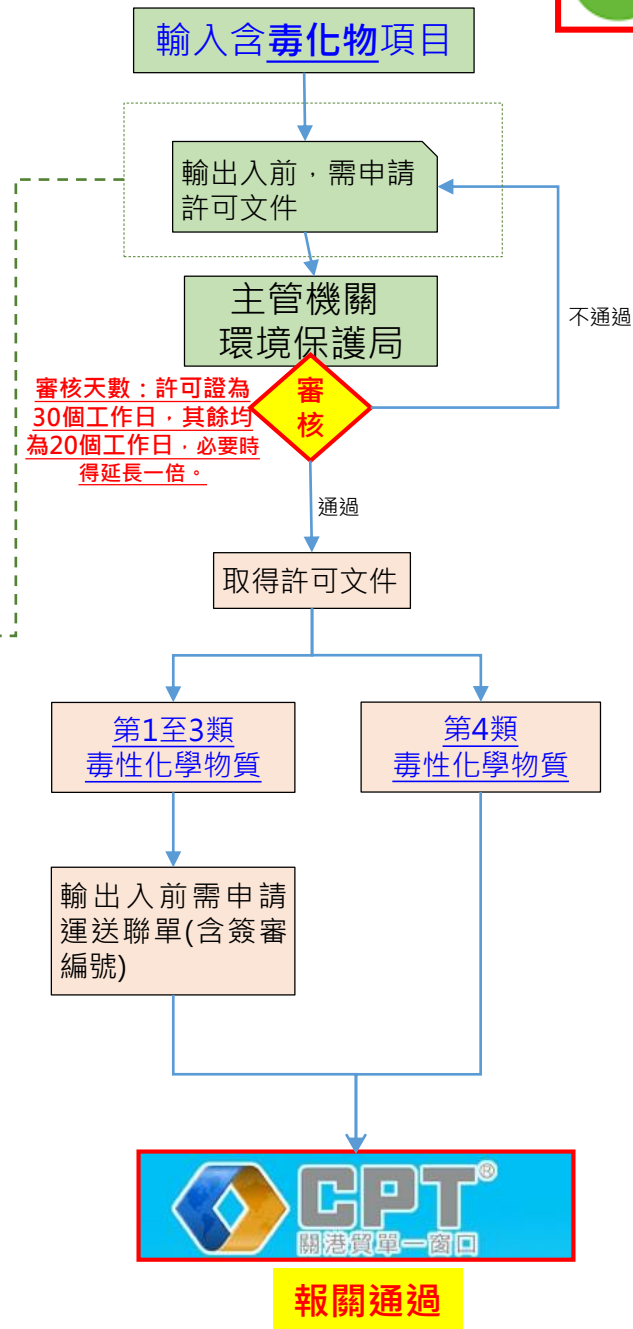 輸入含毒化物項目
輸出入前，需申請
許可文件
主管機關
環境保護局
不通過
審核天數：許可證為
30個工作日，其餘均
為20個工作日，必要時
得延長一倍。
審
核
通過
取得許可文件
第1至3類
毒性化學物質
第4類
毒性化學物質
輸出入前需申請
運送聯單(含簽審
編號)
CPT®
關港貿單一窗口
報關通過